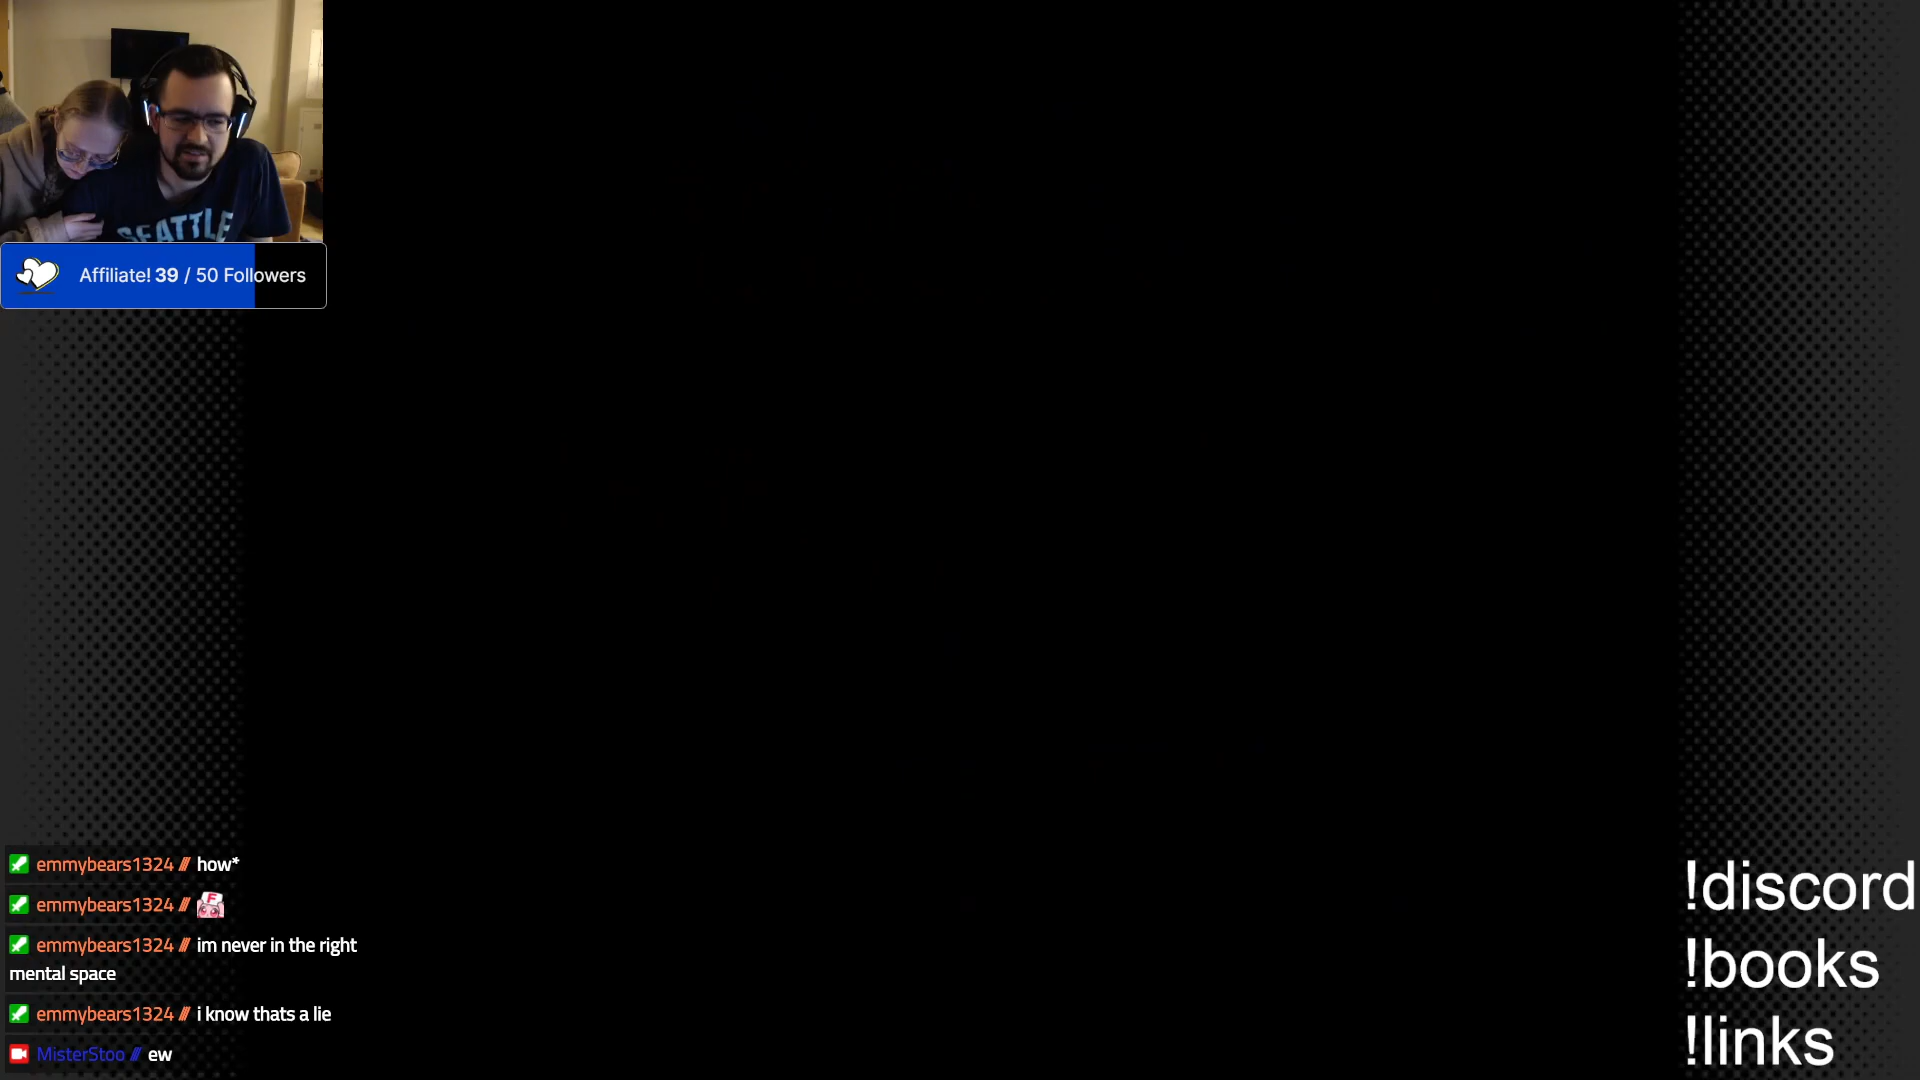 SEATTLE
Affiliate! 39 / 50 Followers
emmybears1324 /// how*
emmybears1324 /// F
emmybears1324 /// im never in the right
mental space
emmybears1324 /// i know thats a lie
MisterStoo /// ew
!discord
!books
!links